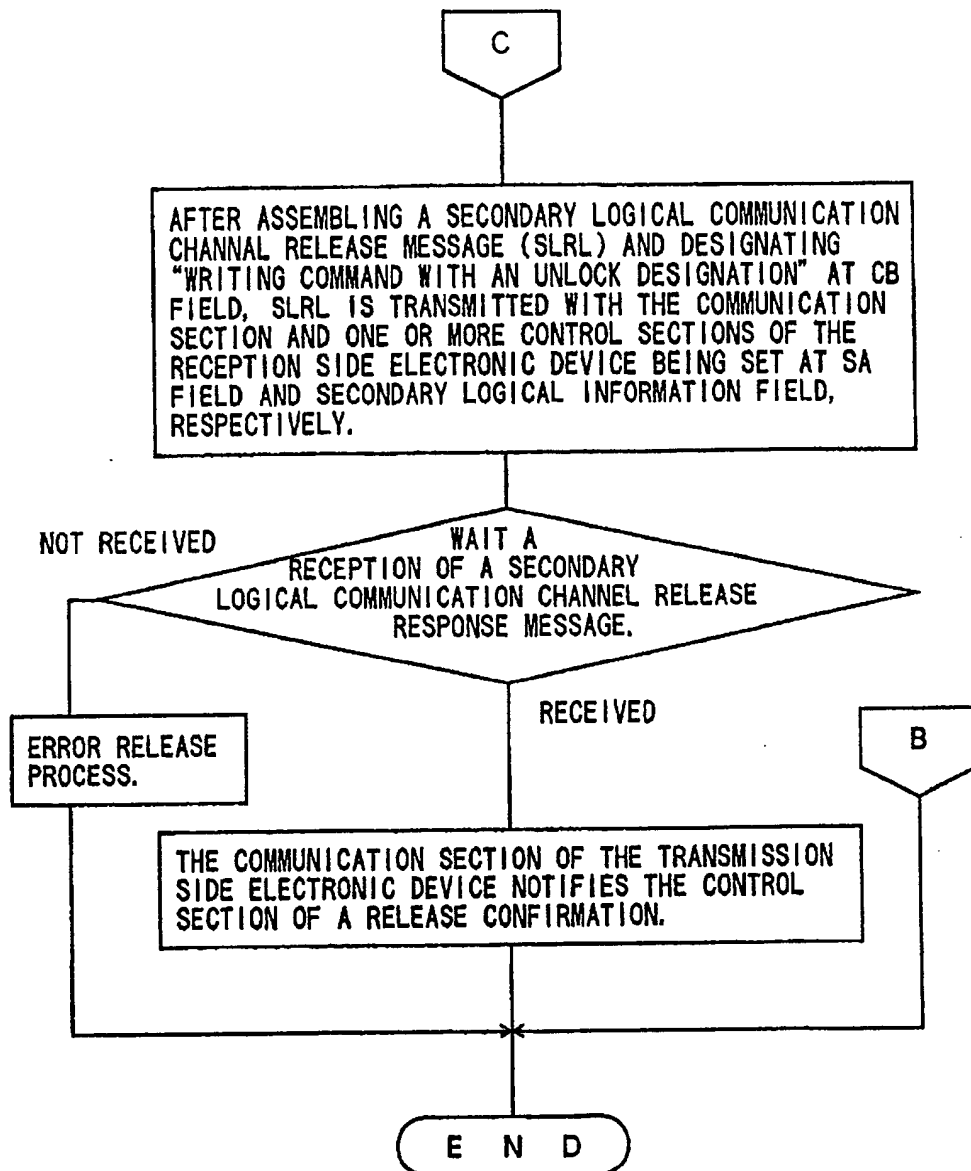 C
AFTER ASSEMBLING A SECONDARY LOGICAL COMMUNICATION
CHANNEL RELEASE MESSAGE (SLRL) AND DESIGNATING
"WRITING COMMAND WITH AN UNLOCK DESIGNATION" AT CB
FIELD, SLRL IS TRANSMITTED WITH THE COMMUNICATION
SECTION AND ONE OR MORE CONTROL SECTIONS OF THE
RECEPTION SIDE ELECTRONIC DEVICE BEING SET AT SA
FIELD AND SECONDARY LOGICAL INFORMATION FIELD,
RESPECTIVELY.
NOT RECEIVED
WAIT A
RECEPTION OF A SECONDARY
LOGICAL COMMUNICATION CHANNEL RELEASE
RESPONSE MESSAGE.
RECEIVED
B
ERROR RELEASE
PROCESS.
THE COMMUNICATION SECTION OF THE TRANSMISSION
SIDE ELECTRONIC DEVICE NOTIFIES THE CONTROL
SECTION OF A RELEASE CONFIRMATION.
E N D